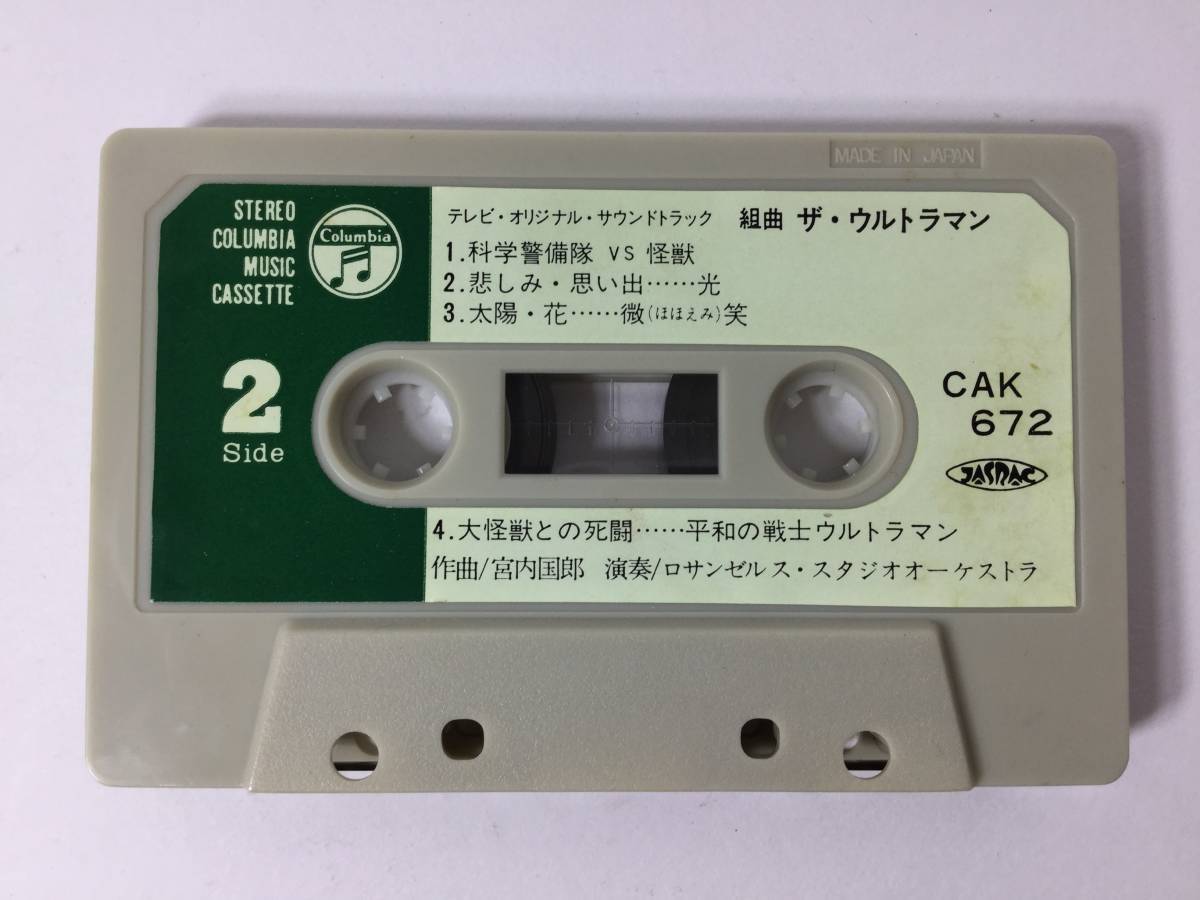 MADE IN JAPAN
STEREO
COLUMBIA
MUSIC
CASSETTE
Columbia
テレビ・オリジナル・サウンドトラック 組曲 ザ・ウルトラマン
1.科学警備隊 VS 怪獣
2.悲しみ・思い出……光
3.太陽・花……微(ほほえみ)笑
2
Side
CAK
672
JASRAC
4.大怪獣との死闘……平和の戦士ウルトラマン
作曲/宮内国郎 演奏/ロサンゼルス・スタジオオーケストラ